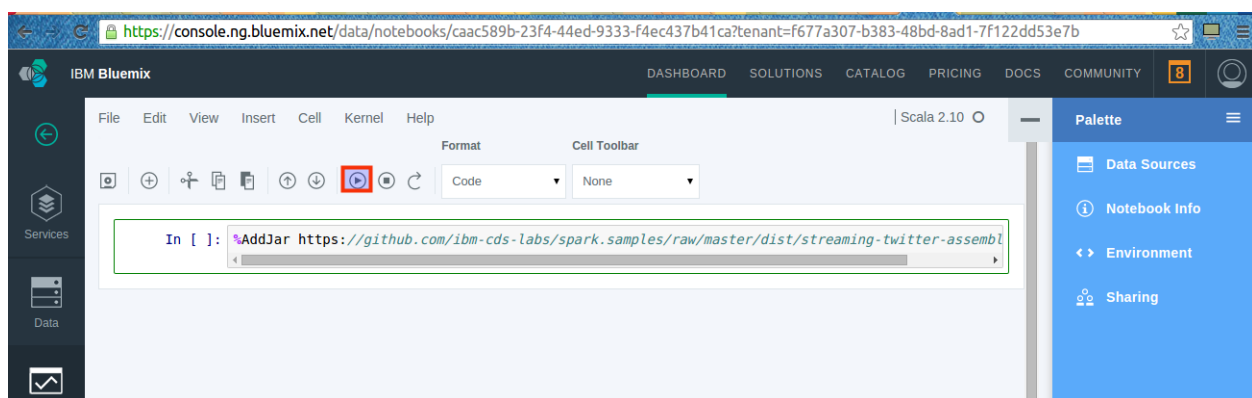 https://console.ng.bluemix.net/data/notebooks/caac589b-23f4-44ed-9333-f4ec437b41ca?tenant=f677a307-b383-48bd-8ad1-7f122dd53e7b
IBM Bluemix DASHBOARD SOLUTIONS CATALOG PRICING DOCS COMMUNITY 8
File Edit View Insert Cell Kernel Help | Scala 2.10
Format Cell Toolbar
Code None
In [ ]: %AddJar https://github.com/ibm-cds-labs/spark.samples/raw/master/dist/streaming-twitter-assembl
Services
Data
Palette
Data Sources
Notebook Info
Environment
Sharing